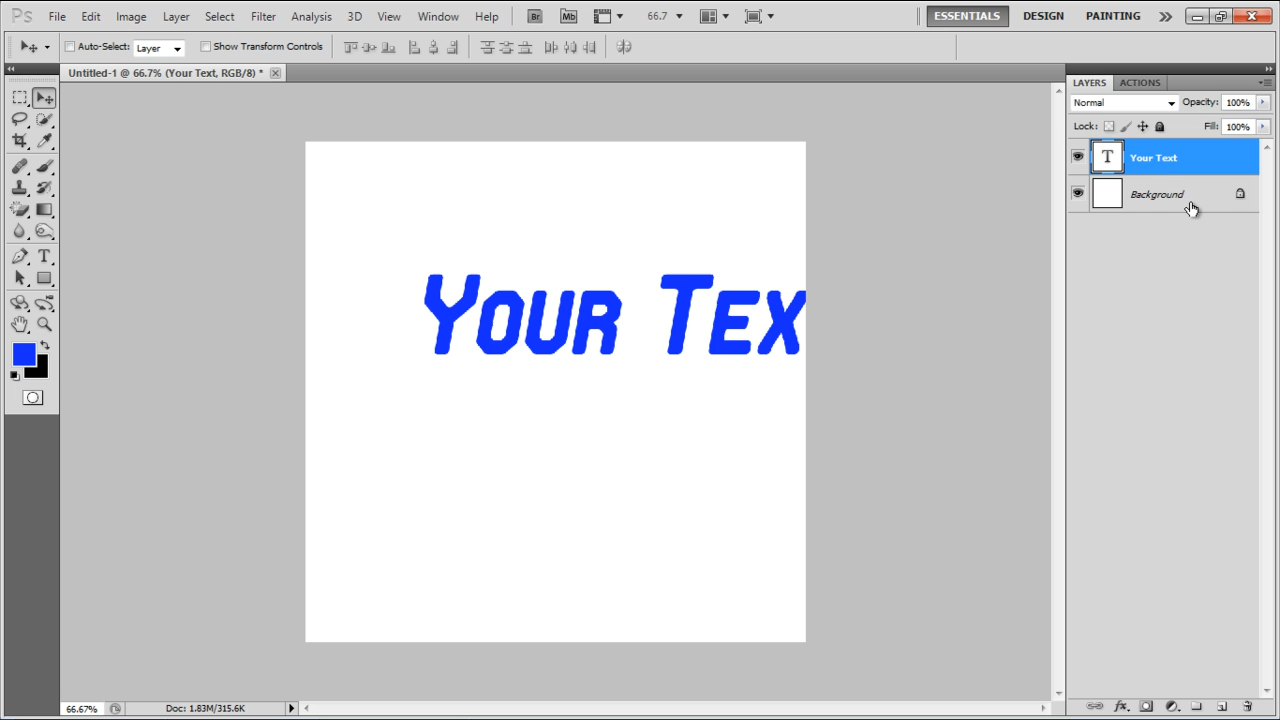 Ps File Edit Image Layer Select Filter Analysis 3D View Window Help Br Mb 66.7 ESSENTIALS DESIGN PAINTING
Auto-Select: Layer Show Transform Controls
Untitled-1 @ 66.7% (Your Text, RGB/8) *
LAYERS ACTIONS
Normal Opacity: 100%
Lock: Fill: 100%
T Your Text
Background
Your Tex
66.67% Doc: 1.83M/315.6K
fx